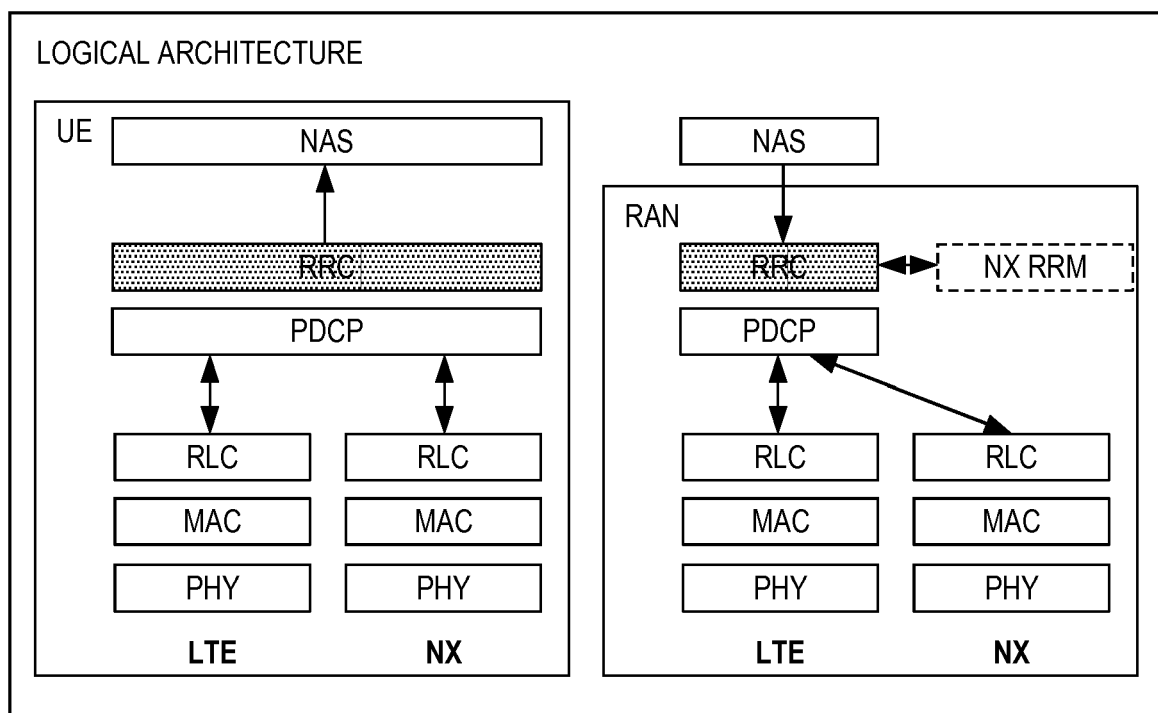 LOGICAL ARCHITECTURE
UE
NAS
RRC
PDCP
RLC
RLC
MAC
MAC
PHY
PHY
LTE
NX
NAS
RAN
RRC
NX RRM
PDCP
RLC
RLC
MAC
MAC
PHY
PHY
LTE
NX